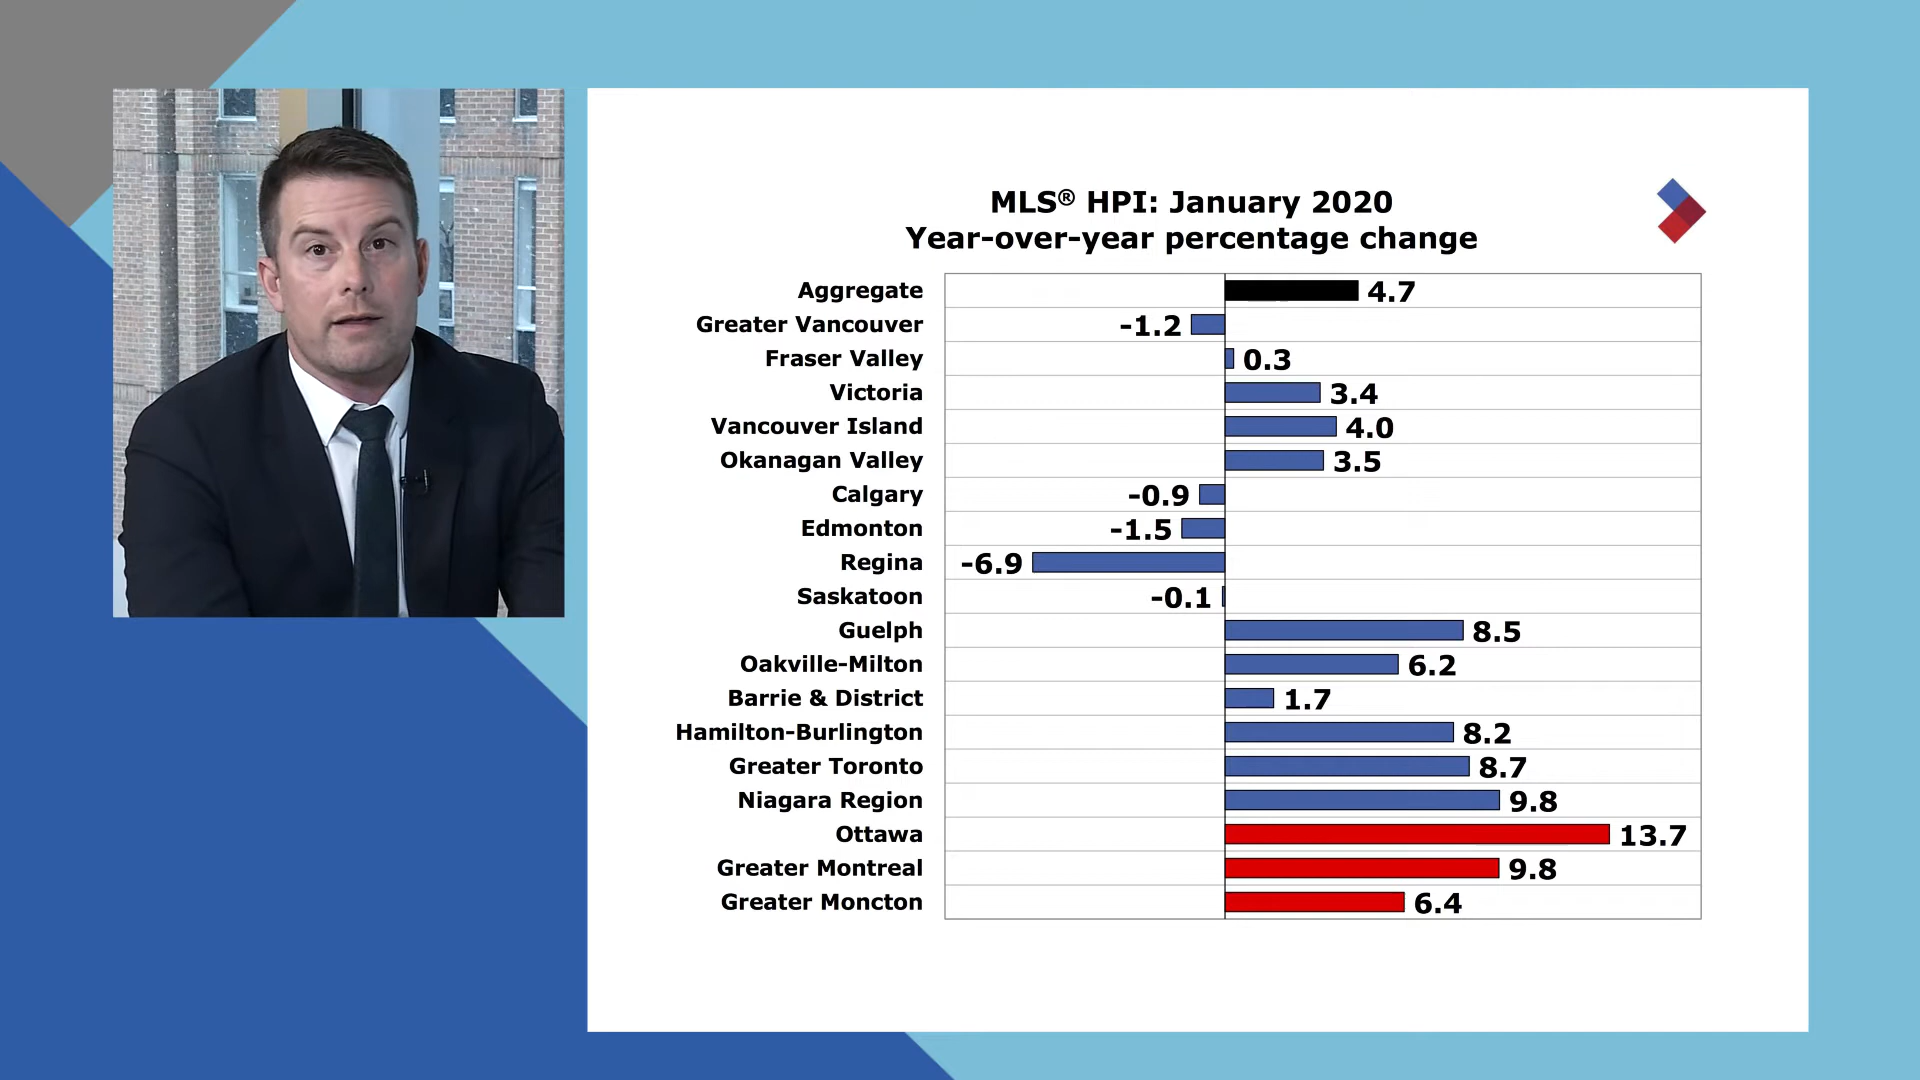 MLS® HPI: January 2020
Year-over-year percentage change
Aggregate 4.7
Greater Vancouver -1.2
Fraser Valley 0.3
Victoria 3.4
Vancouver Island 4.0
Okanagan Valley 3.5
Calgary -0.9
Edmonton -1.5
Regina -6.9
Saskatoon -0.1
Guelph 8.5
Oakville-Milton 6.2
Barrie & District 1.7
Hamilton-Burlington 8.2
Greater Toronto 8.7
Niagara Region 9.8
Ottawa 13.7
Greater Montreal 9.8
Greater Moncton 6.4